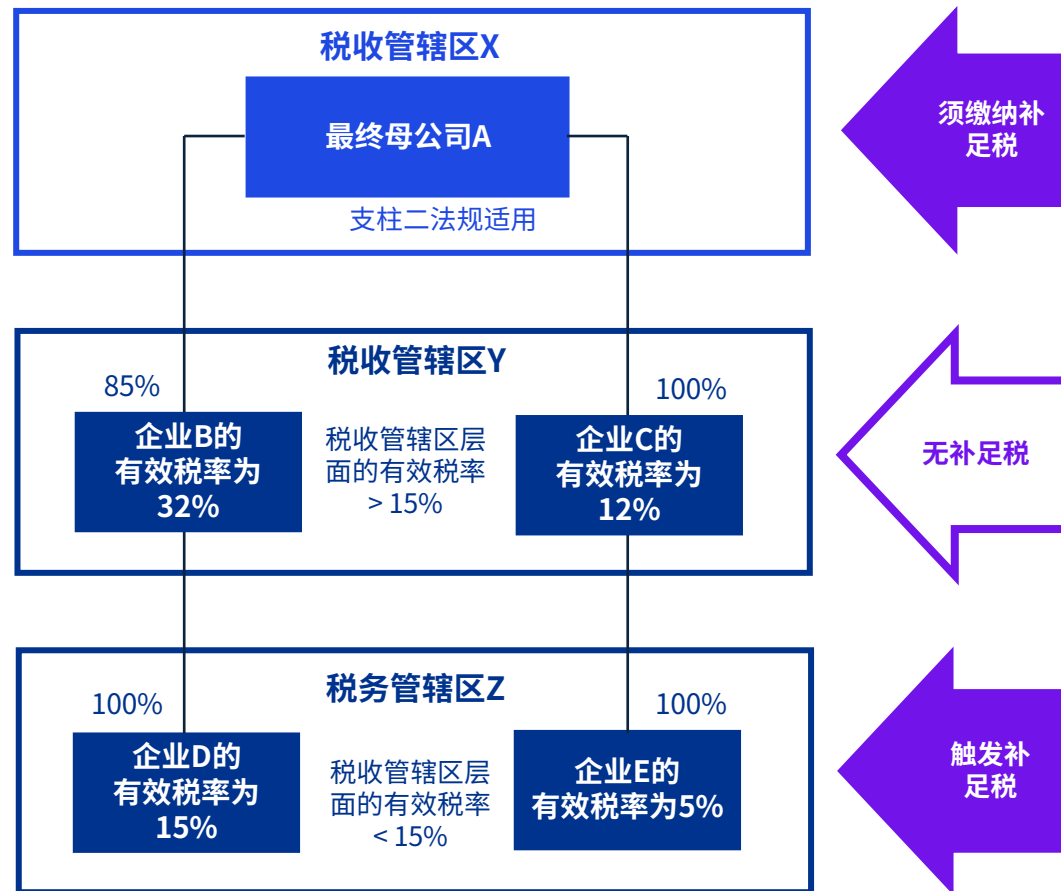 税收管辖区X
最终母公司A
支柱二法规适用
须缴纳补
足税
税收管辖区Y
85%
100%
企业B的
有效税率为
32%
税收管辖区层
面的有效税率
> 15%
企业C的
有效税率为
12%
无补足税
税务管辖区Z
100%
100%
企业D的
有效税率为
15%
税收管辖区层
面的有效税率
< 15%
企业E的
有效税率为5%
触发补
足税